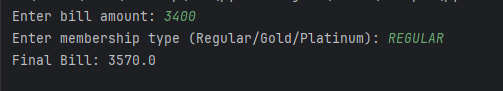 Enter bill amount: 3400
Enter membership type (Regular/Gold/Platinum): REGULAR
Final Bill: 3570.0